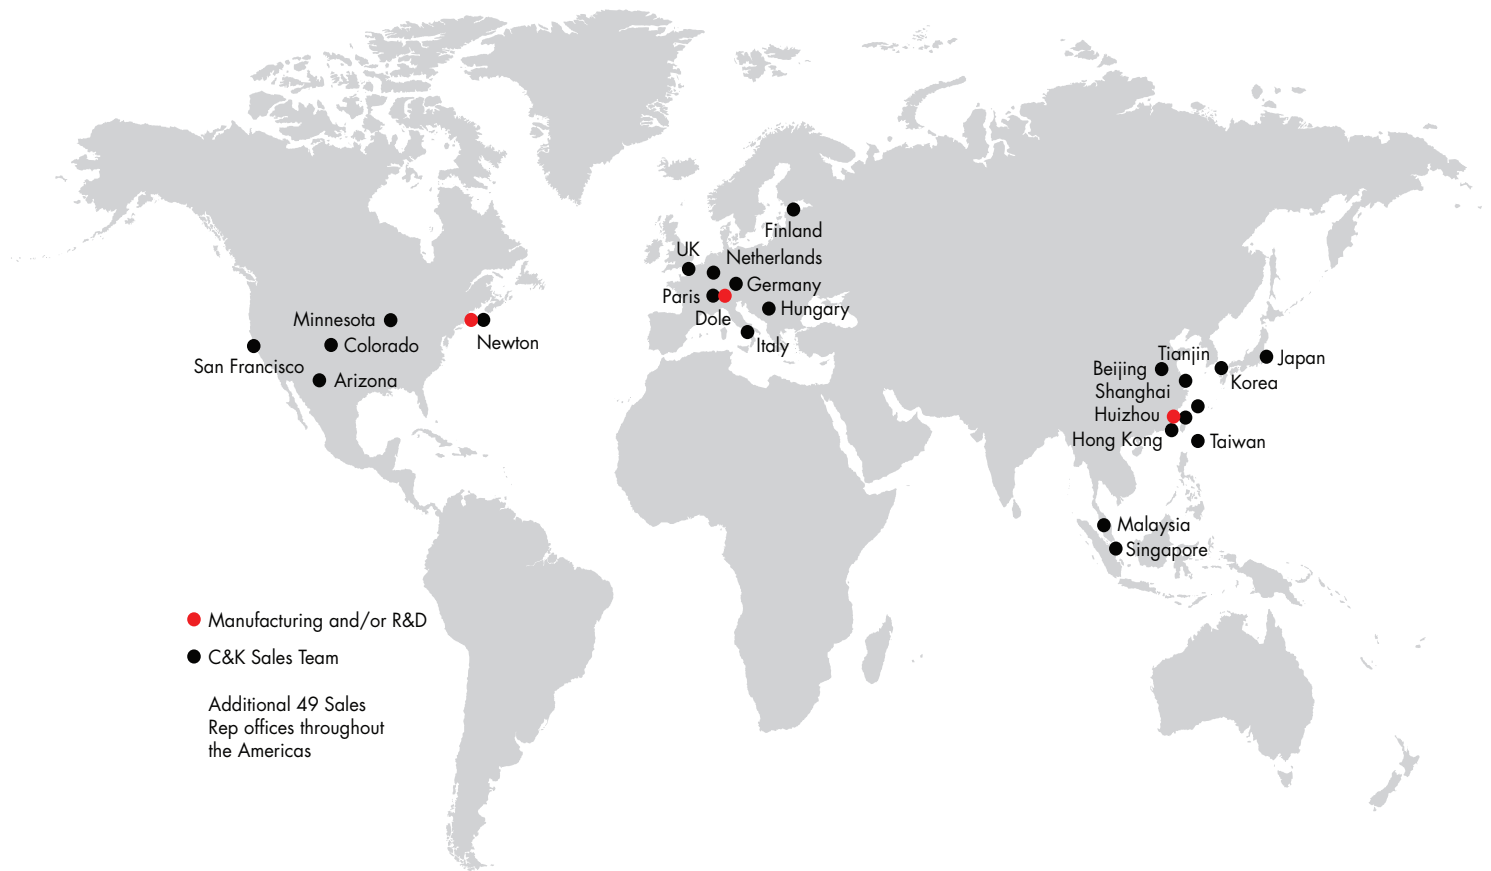 Finland
UK
Netherlands
Germany
Paris
Hungary
Dole
Italy
Minnesota
Newton
Colorado
San Francisco
Arizona
Tianjin
Japan
Beijing
Korea
Shanghai
Huizhou
Hong Kong
Taiwan
Malaysia
Singapore
Manufacturing and/or R&D
C&K Sales Team
Additional 49 Sales
Rep offices throughout
the Americas